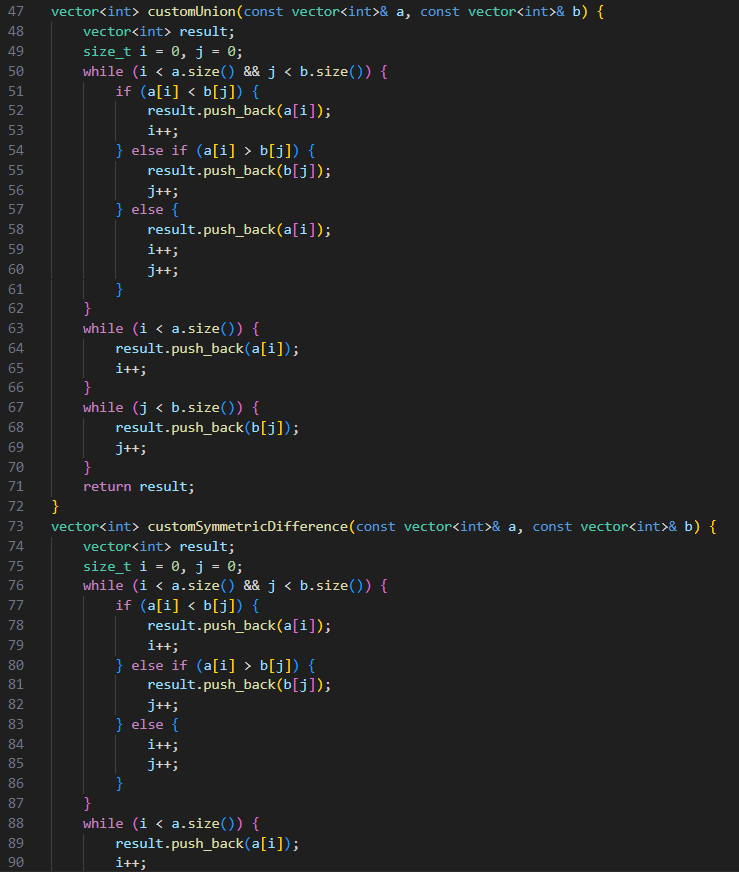 47 vector<int> customUnion(const vector<int>& a, const vector<int>& b) {
48     vector<int> result;
49     size_t i = 0, j = 0;
50     while (i < a.size() && j < b.size()) {
51         if (a[i] < b[j]) {
52             result.push_back(a[i]);
53             i++;
54         } else if (a[i] > b[j]) {
55             result.push_back(b[j]);
56             j++;
57         } else {
58             result.push_back(a[i]);
59             i++;
60             j++;
61         }
62     }
63     while (i < a.size()) {
64         result.push_back(a[i]);
65         i++;
66     }
67     while (j < b.size()) {
68         result.push_back(b[j]);
69         j++;
70     }
71     return result;
72 }
73 vector<int> customSymmetricDifference(const vector<int>& a, const vector<int>& b) {
74     vector<int> result;
75     size_t i = 0, j = 0;
76     while (i < a.size() && j < b.size()) {
77         if (a[i] < b[j]) {
78             result.push_back(a[i]);
79             i++;
80         } else if (a[i] > b[j]) {
81             result.push_back(b[j]);
82             j++;
83         } else {
84             i++;
85             j++;
86         }
87     }
88     while (i < a.size()) {
89         result.push_back(a[i]);
90         i++;